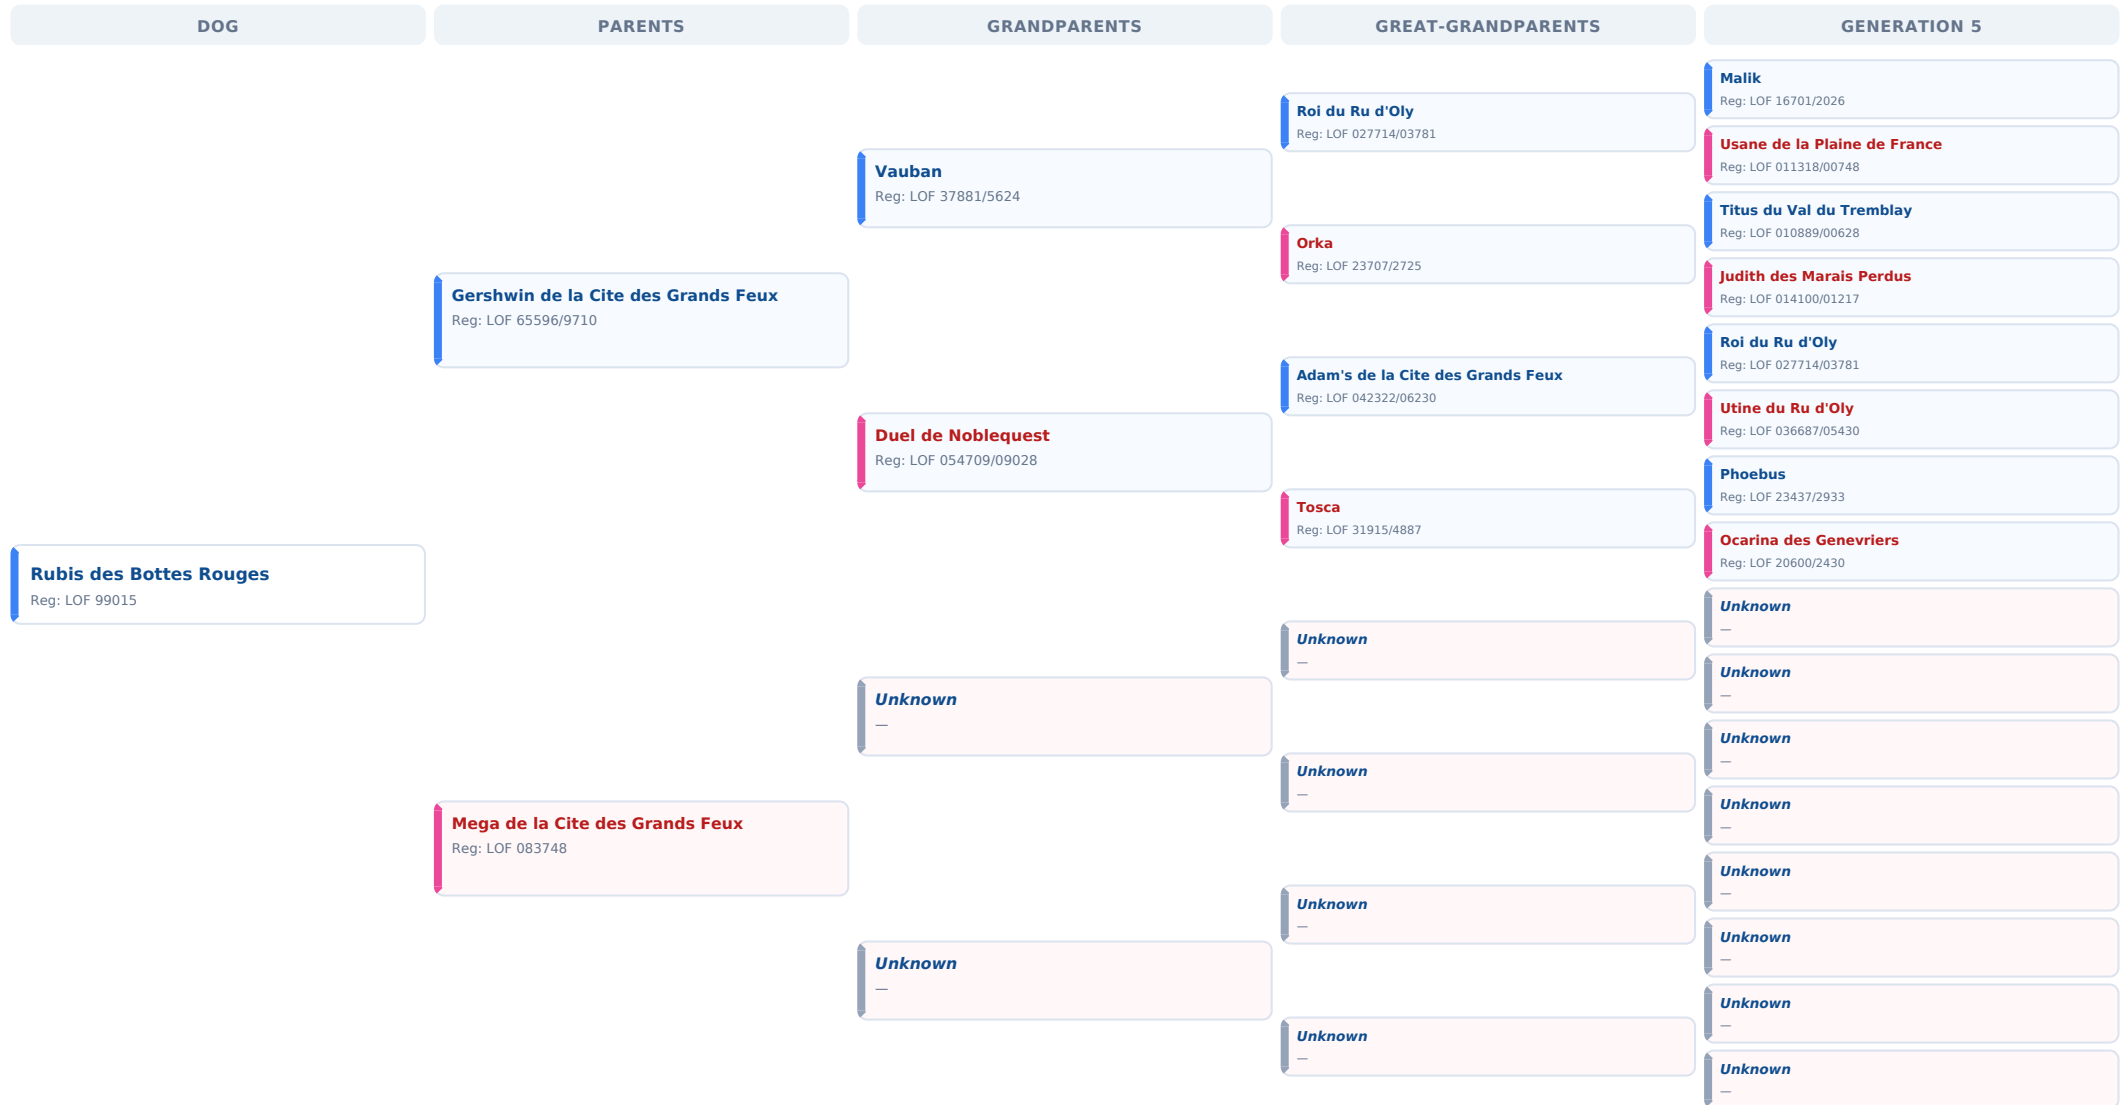 DOG
PARENTS
GRANDPARENTS
GREAT-GRANDPARENTS
GENERATION 5
Rubis des Bottes Rouges
Reg: LOF 99015
Gershwin de la Cite des Grands Feux
Reg: LOF 65596/9710
Mega de la Cite des Grands Feux
Reg: LOF 083748
Vauban
Reg: LOF 37881/5624
Duel de Noblequest
Reg: LOF 054709/09028
Unknown
—
Unknown
—
Roi du Ru d'Oly
Reg: LOF 027714/03781
Orka
Reg: LOF 23707/2725
Adam's de la Cite des Grands Feux
Reg: LOF 042322/06230
Tosca
Reg: LOF 31915/4887
Unknown
—
Unknown
—
Unknown
—
Unknown
—
Malik
Reg: LOF 16701/2026
Usane de la Plaine de France
Reg: LOF 011318/00748
Titus du Val du Tremblay
Reg: LOF 010889/00628
Judith des Marais Perdus
Reg: LOF 014100/01217
Roi du Ru d'Oly
Reg: LOF 027714/03781
Utine du Ru d'Oly
Reg: LOF 036687/05430
Phoebus
Reg: LOF 23437/2933
Ocarina des Genevriers
Reg: LOF 20600/2430
Unknown
—
Unknown
—
Unknown
—
Unknown
—
Unknown
—
Unknown
—
Unknown
—
Unknown
—